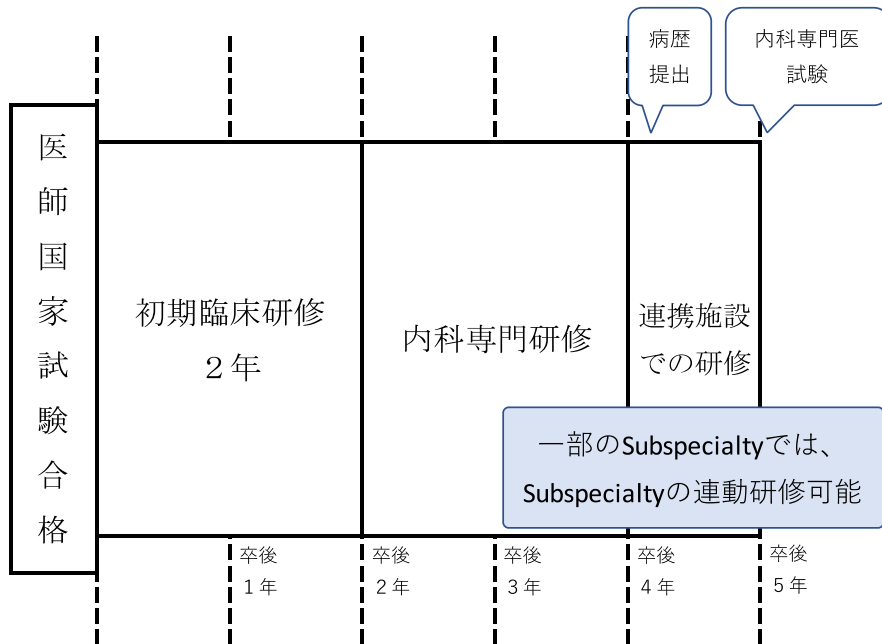 病歴
提出
内科専門医
試験
医師国家試験合格
初期臨床研修
２年
内科専門研修
連携施設
での研修
一部のSubspecialtyでは、
Subspecialtyの連動研修可能
卒後
1年
卒後
2年
卒後
3年
卒後
4年
卒後
5年